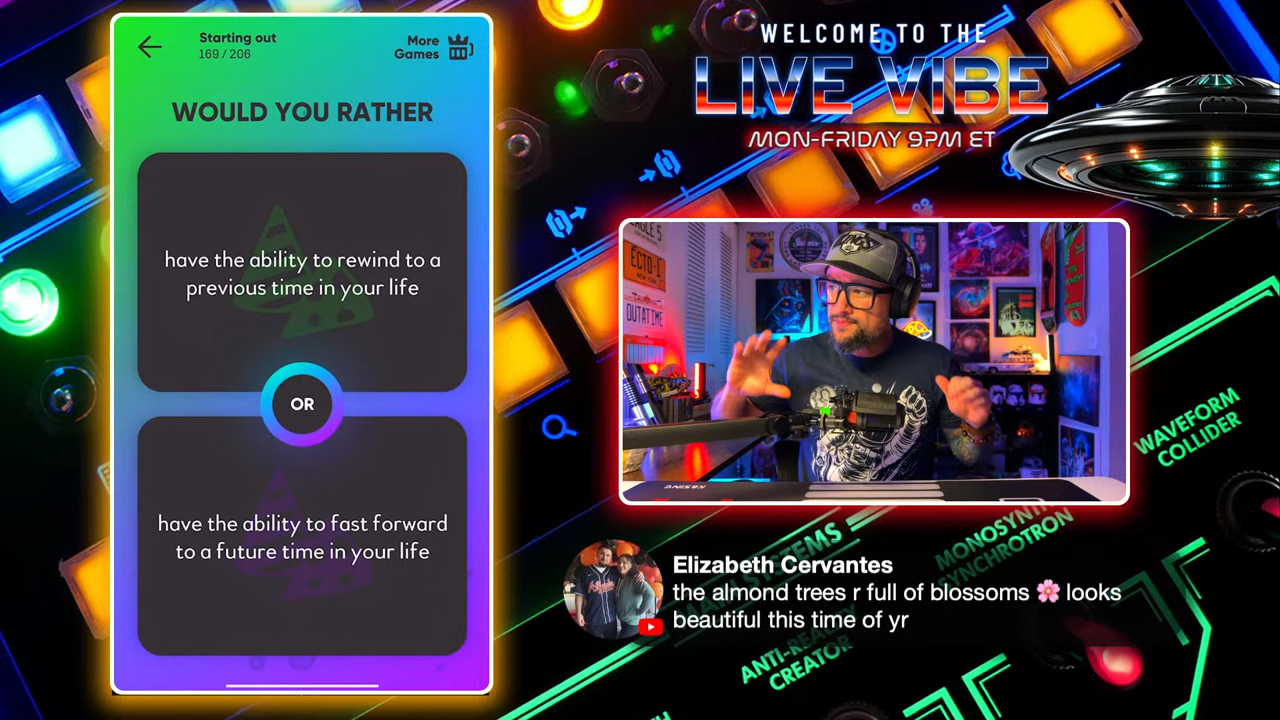 Starting out
169 / 206
More
Games
WOULD YOU RATHER
have the ability to rewind to a
previous time in your life
OR
have the ability to fast forward
to a future time in your life
WELCOME TO THE
LIVE VIBE
MON-FRIDAY 9PM ET
ECTO-1
OUTATIME
Elizabeth Cervantes
the almond trees r full of blossoms 🌸 looks
beautiful this time of yr
WAVEFORM
COLLIDER
MONOSYNTH
SYNCHROTRON
SYSTEMS
ANTI-REALITY
CREATOR